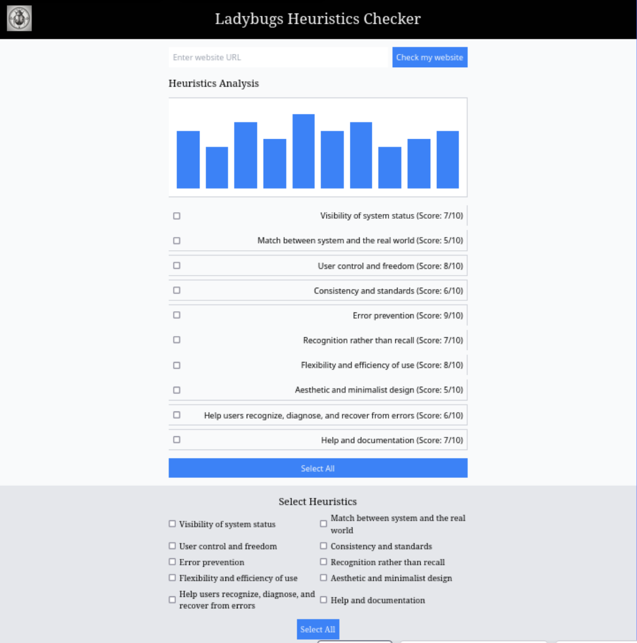 Ladybugs Heuristics Checker
Enter website URL
Check my website
Heuristics Analysis
Visibility of system status (Score: 7/10)
Match between system and the real world (Score: 5/10)
User control and freedom (Score: 8/10)
Consistency and standards (Score: 6/10)
Error prevention (Score: 9/10)
Recognition rather than recall (Score: 7/10)
Flexibility and efficiency of use (Score: 8/10)
Aesthetic and minimalist design (Score: 5/10)
Help users recognize, diagnose, and recover from errors (Score: 6/10)
Help and documentation (Score: 7/10)
Select All
Select Heuristics
Visibility of system status
Match between system and the real
world
User control and freedom
Consistency and standards
Error prevention
Recognition rather than recall
Flexibility and efficiency of use
Aesthetic and minimalist design
Help users recognize, diagnose, and
recover from errors
Help and documentation
Select All